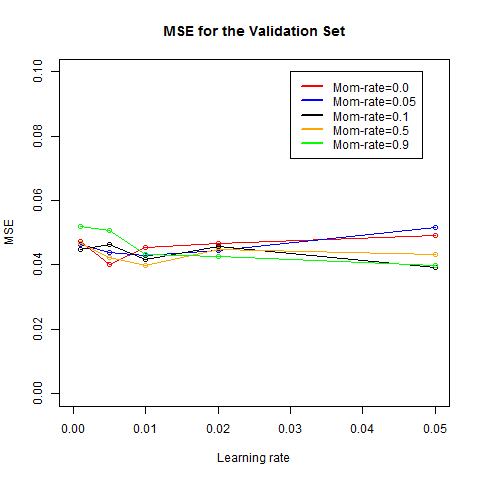 MSE for the Validation Set
Mom-rate=0.0
Mom-rate=0.05
Mom-rate=0.1
Mom-rate=0.5
Mom-rate=0.9
MSE
0.10
0.08
0.06
0.04
0.02
0.00
0.00 0.01 0.02 0.03 0.04 0.05
Learning rate